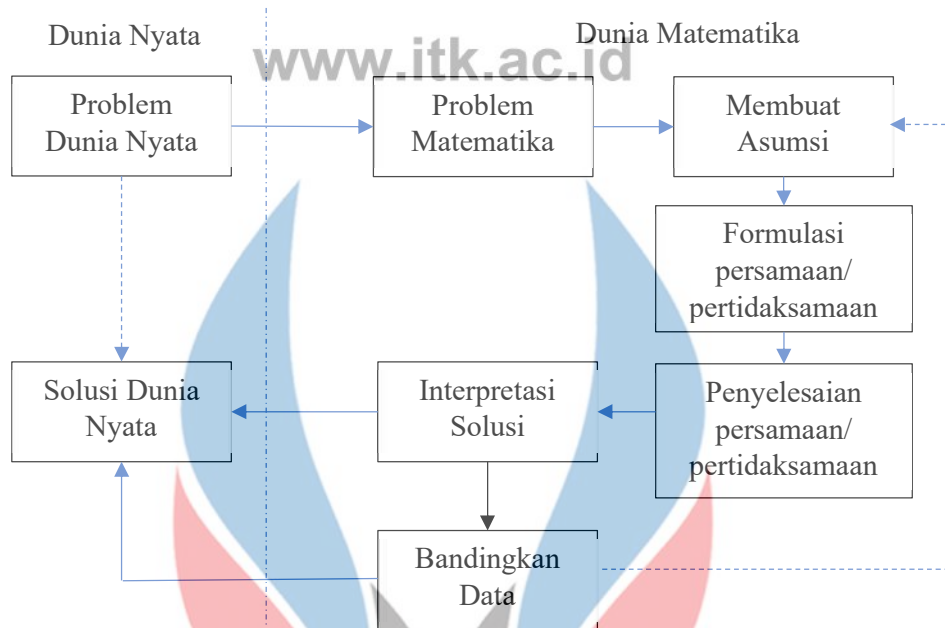 Dunia Nyata
Dunia Matematika
www.itk.ac.id
Problem
Dunia Nyata
Problem
Matematika
Membuat
Asumsi
Formulasi
persamaan/
pertidaksamaan
Solusi Dunia
Nyata
Interpretasi
Solusi
Penyelesaian
persamaan/
pertidaksamaan
Bandingkan
Data